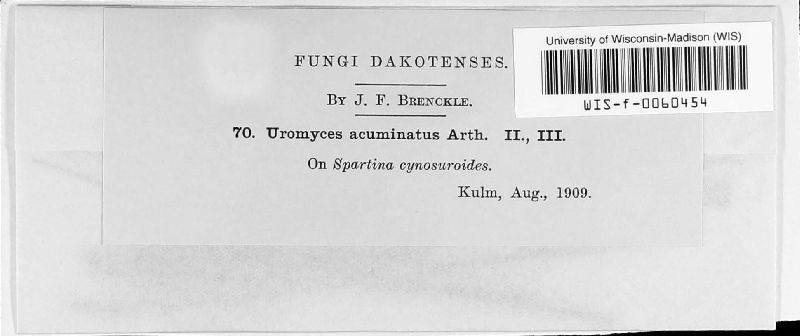 FUNGI DAKOTENSES.
BY J. F. BRENCKLE.
70. Uromyces acuminatus Arth. II., III.
On Spartina cynosuroides.
Kulm, Aug., 1909.
University of Wisconsin-Madison (WIS)
WIS-f-0060454